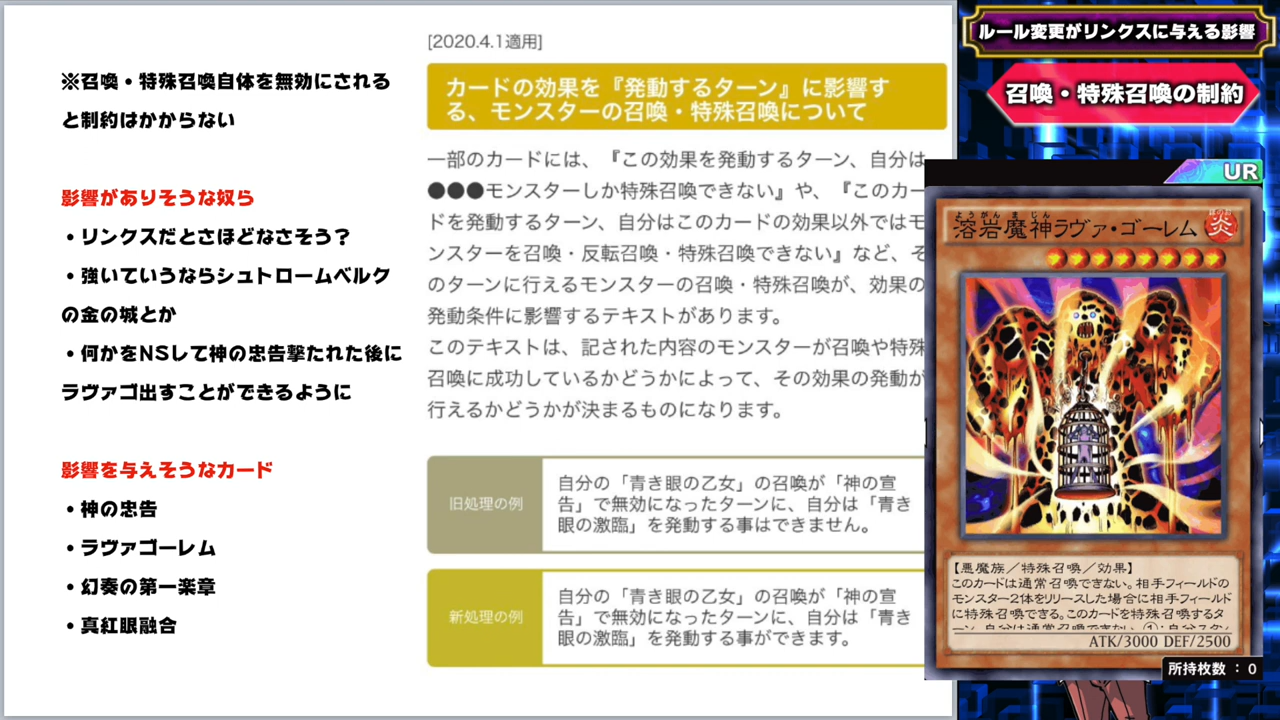 ※召喚・特殊召喚自体を無効にされる
と制約はかからない
影響がありそうな奴ら
・リンクスだとさほどなさそう？
・強いていうならシュトロームベルク
の金の城とか
・何かをNSして神の忠告撃たれた後に
ラヴァゴ出すことができるように
影響を与えそうなカード
・神の忠告
・ラヴァゴーレム
・幻奏の第一楽章
・真紅眼融合
[2020.4.1適用]
カードの効果を『発動するターン』に影響す
る、モンスターの召喚・特殊召喚について
一部のカードには、『この効果を発動するターン、自分は
●●●モンスターしか特殊召喚できない』や、『このカー
ドを発動するターン、自分はこのカードの効果以外ではモ
ンスターを召喚・反転召喚・特殊召喚できない』など、そ
のターンに行えるモンスターの召喚・特殊召喚が、効果の
発動条件に影響するテキストがあります。
このテキストは、記された内容のモンスターが召喚や特殊
召喚に成功しているかどうかによって、その効果の発動が
行えるかどうかが決まるものになります。
旧処理の例
自分の「青き眼の乙女」の召喚が「神の宣
告」で無効になったターンに、自分は「青き
眼の激臨」を発動する事はできません。
新処理の例
自分の「青き眼の乙女」の召喚が「神の宣
告」で無効になったターンに、自分は「青き
眼の激臨」を発動する事ができます。
ルール変更がリンクスに与える影響
召喚・特殊召喚の制約
UR
ようがんまじん
溶岩魔神ラヴァ・ゴーレム
ほのお
炎
【悪魔族／特殊召喚／効果】
このカードは通常召喚できない。相手フィールドの
モンスター2体をリリースした場合に相手フィールド
に特殊召喚できる。このカードを特殊召喚するタ
ーン、自分は通常召喚できない。①：自分スタン
ATK/3000 DEF/2500
所持枚数 ： 0